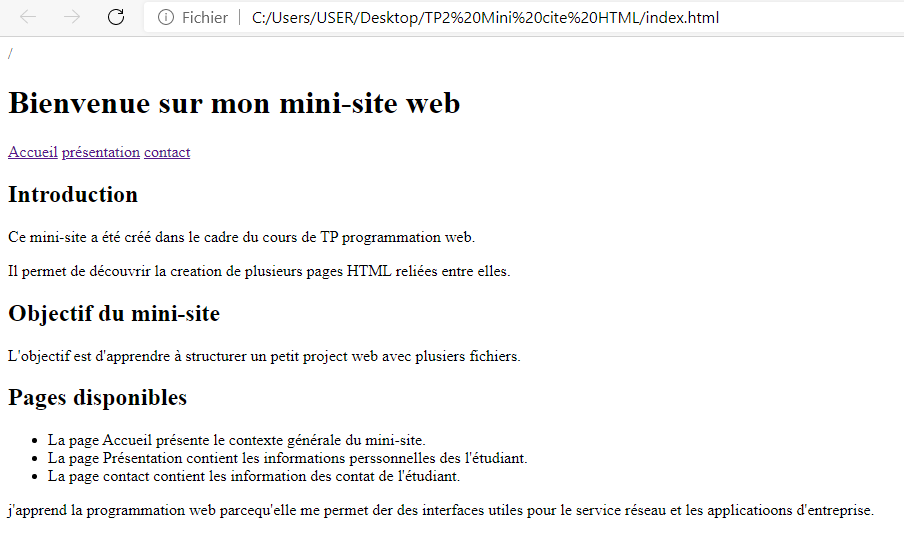 Fichier C:/Users/USER/Desktop/TP2%20Mini%20cite%20HTML/index.html
/
Bienvenue sur mon mini-site web
Accueil présentation contact
Introduction
Ce mini-site a été créé dans le cadre du cours de TP programmation web.
Il permet de découvrir la creation de plusieurs pages HTML reliées entre elles.
Objectif du mini-site
L'objectif est d'apprendre à structurer un petit project web avec plusiers fichiers.
Pages disponibles
La page Accueil présente le contexte générale du mini-site.
La page Présentation contient les informations perssonnelles des l'étudiant.
La page contact contient les information des contat de l'étudiant.
j'apprend la programmation web parcequ'elle me permet der des interfaces utiles pour le service réseau et les applicatioons d'entreprise.